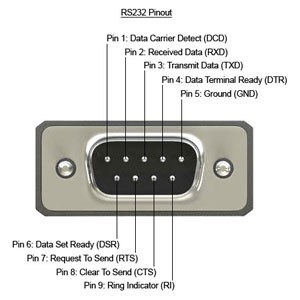 RS232 Pinout
Pin 1: Data Carrier Detect (DCD)
Pin 2: Received Data (RXD)
Pin 3: Transmit Data (TXD)
Pin 4: Data Terminal Ready (DTR)
Pin 5: Ground (GND)
Pin 6: Data Set Ready (DSR)
Pin 7: Request To Send (RTS)
Pin 8: Clear To Send (CTS)
Pin 9: Ring Indicator (RI)